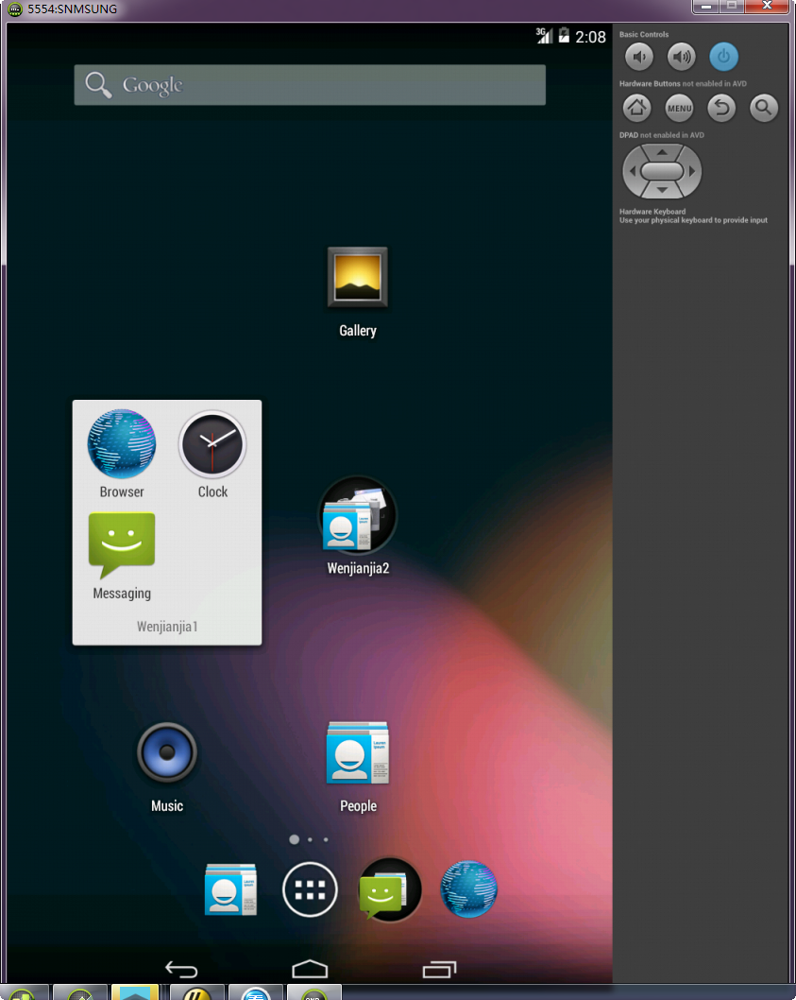 5554:SNMSUNG
3G
2:08
Google
Gallery
Browser
Clock
Messaging
Wenjianjia1
Wenjianjia2
Music
People
Basic Controls
Hardware Buttons not enabled in AVD
MENU
DPAD not enabled in AVD
Hardware Keyboard
Use your physical keyboard to provide input